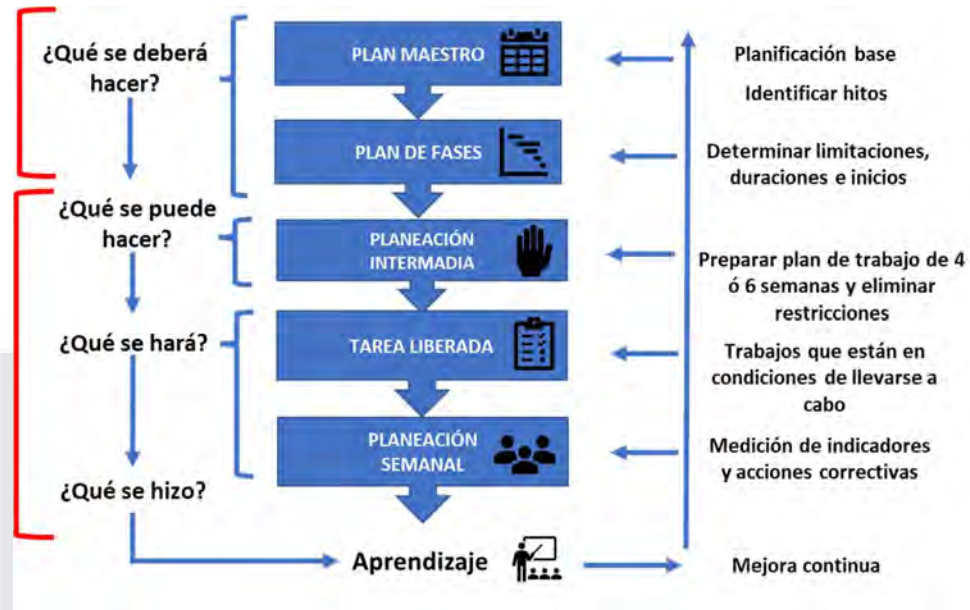 ¿Qué se deberá
hacer?
¿Qué se puede
hacer?
¿Qué se hará?
¿Qué se hizo?
PLAN MAESTRO
PLAN DE FASES
PLANEACIÓN
INTERMADIA
TAREA LIBERADA
PLANEACIÓN
SEMANAL
Aprendizaje
Planificación base
Identificar hitos
Determinar limitaciones,
duraciones e inicios
Preparar plan de trabajo de 4
ó 6 semanas y eliminar
restricciones
Trabajos que están en
condiciones de llevarse a
cabo
Medición de indicadores
y acciones correctivas
Mejora continua